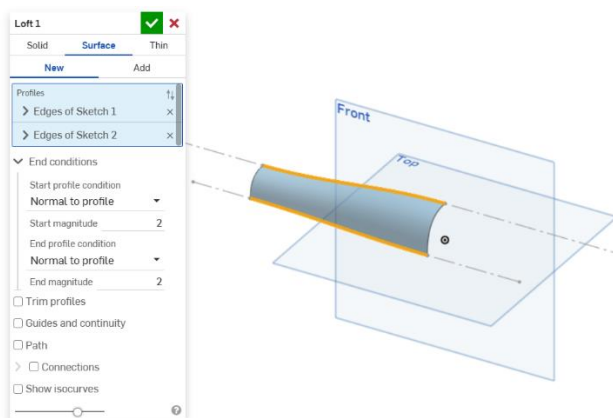 Loft 1
Solid Surface Thin
New Add
Profiles
Edges of Sketch 1
Edges of Sketch 2
End conditions
Start profile condition
Normal to profile
Start magnitude 2
End profile condition
Normal to profile
End magnitude 2
Trim profiles
Guides and continuity
Path
Connections
Show isocurves
Front
Top